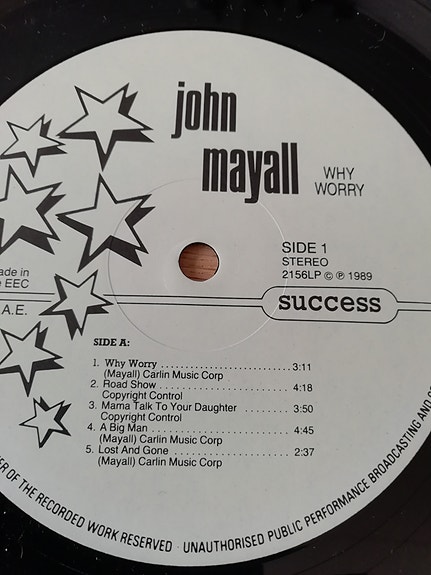 john
mayall
WHY
WORRY
SIDE 1
STEREO
2156LP © ℗ 1989
ade in
EEC
success
A.E.
SIDE A:
1. Why Worry ........................ 3:11
(Mayall) Carlin Music Corp
2. Road Show ........................ 4:18
Copyright Control
3. Mama Talk To Your Daughter ...... 3:50
Copyright Control
4. A Big Man ........................ 4:45
(Mayall) Carlin Music Corp
5. Lost And Gone .................... 2:37
(Mayall) Carlin Music Corp
ER OF THE RECORDED WORK RESERVED · UNAUTHORISED PUBLIC PERFORMANCE BROADCASTING AND